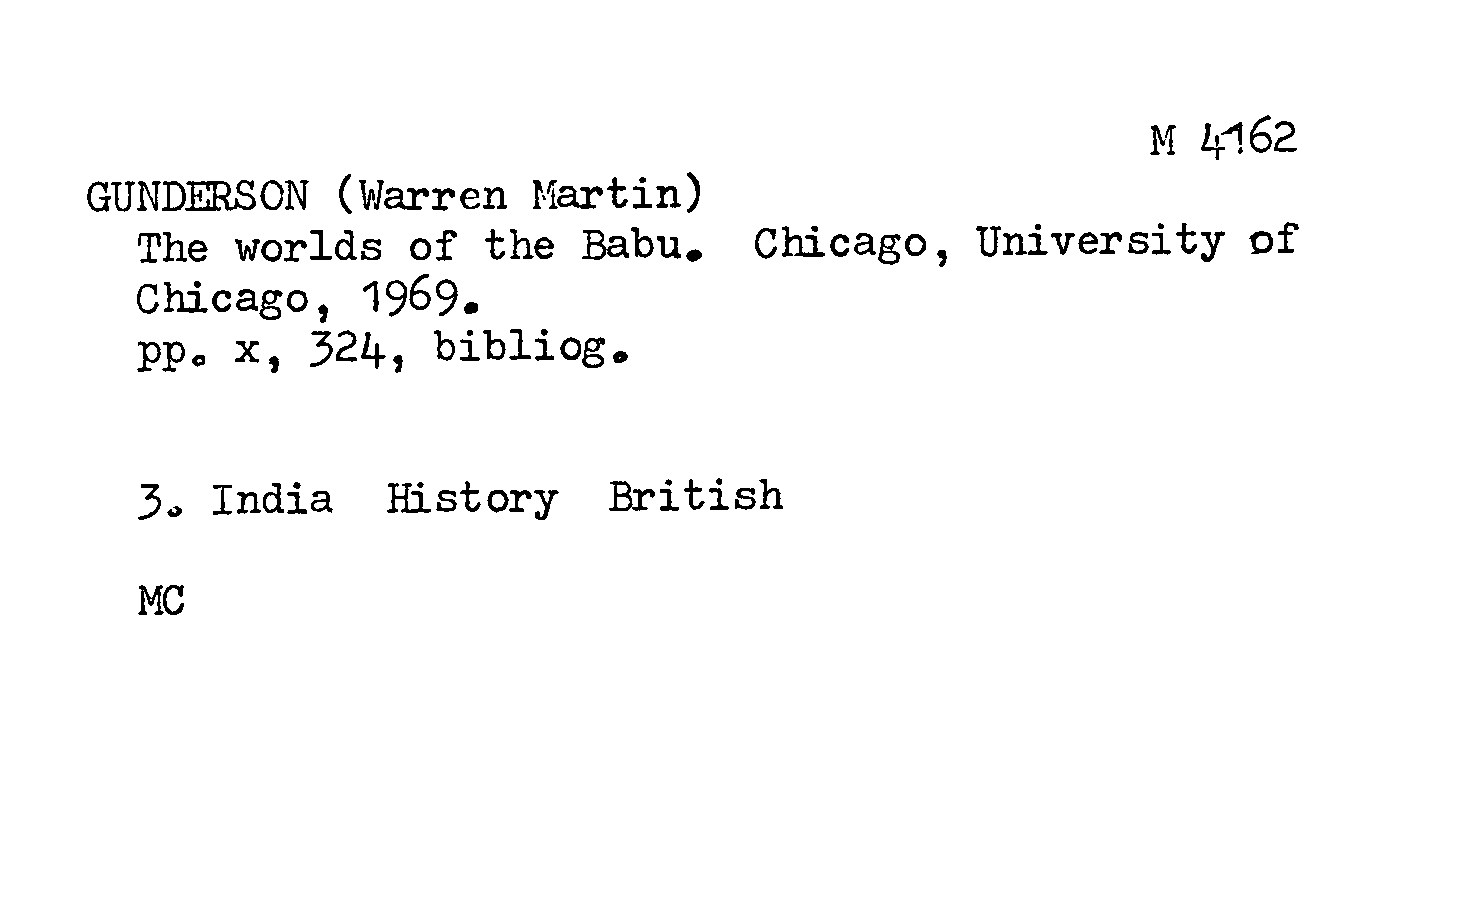 M 4162
GUNDERSON (Warren Martin)
The worlds of the Babu. Chicago, University of
Chicago, 1969.
pp. x, 324, bibliog.
3. India History British
MC